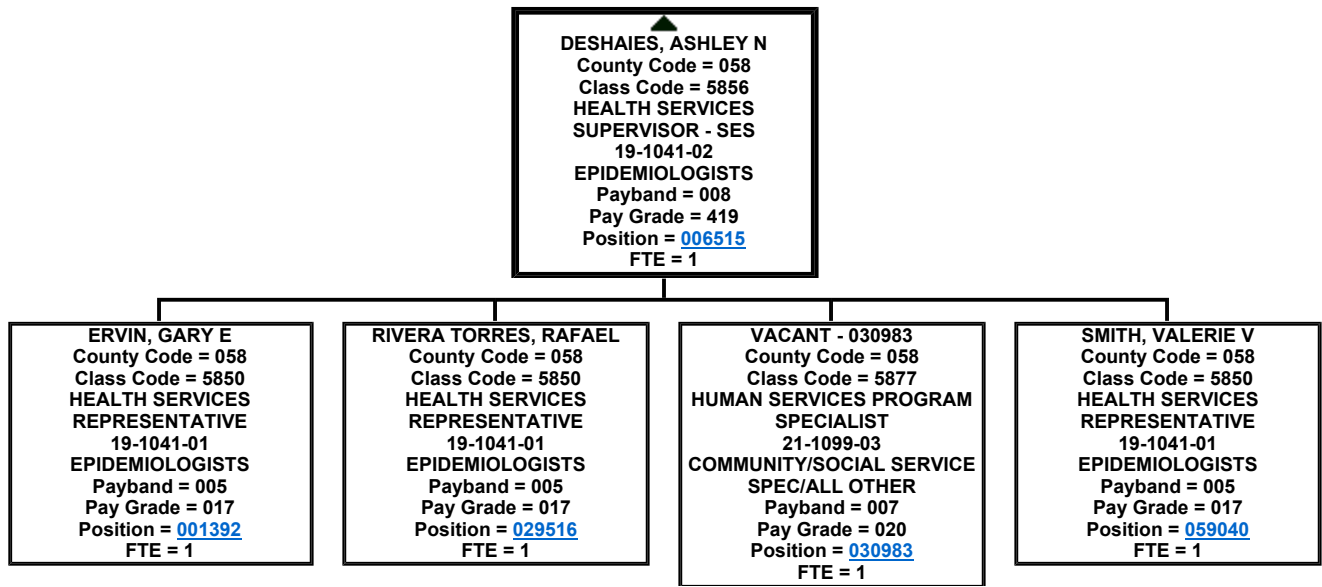 DESHAIES, ASHLEY N
County Code = 058
Class Code = 5856
HEALTH SERVICES
SUPERVISOR - SES
19-1041-02
EPIDEMIOLOGISTS
Payband = 008
Pay Grade = 419
Position = 006515
FTE = 1
ERVIN, GARY E
County Code = 058
Class Code = 5850
HEALTH SERVICES
REPRESENTATIVE
19-1041-01
EPIDEMIOLOGISTS
Payband = 005
Pay Grade = 017
Position = 001392
FTE = 1
RIVERA TORRES, RAFAEL
County Code = 058
Class Code = 5850
HEALTH SERVICES
REPRESENTATIVE
19-1041-01
EPIDEMIOLOGISTS
Payband = 005
Pay Grade = 017
Position = 029516
FTE = 1
VACANT - 030983
County Code = 058
Class Code = 5877
HUMAN SERVICES PROGRAM
SPECIALIST
21-1099-03
COMMUNITY/SOCIAL SERVICE
SPEC/ALL OTHER
Payband = 007
Pay Grade = 020
Position = 030983
FTE = 1
SMITH, VALERIE V
County Code = 058
Class Code = 5850
HEALTH SERVICES
REPRESENTATIVE
19-1041-01
EPIDEMIOLOGISTS
Payband = 005
Pay Grade = 017
Position = 059040
FTE = 1